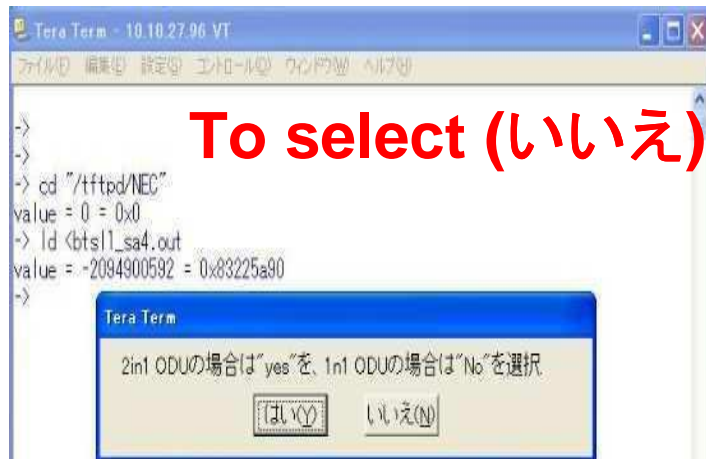 Tera Term - 10.10.27.96 VT
ファイル(F) 編集(E) 設定(S) コントロール(O) ウィンドウ(W) ヘルプ(H)
To select (いいえ)
->
->
-> cd "/tftpd/NEC"
value = 0 = 0x0
-> ld <btsl1_sa4.out
value = -2094900592 = 0x83225a90
->
Tera Term
2in1 ODUの場合は"yes"を、1n1 ODUの場合は"No"を選択
はい(Y) いいえ(N)